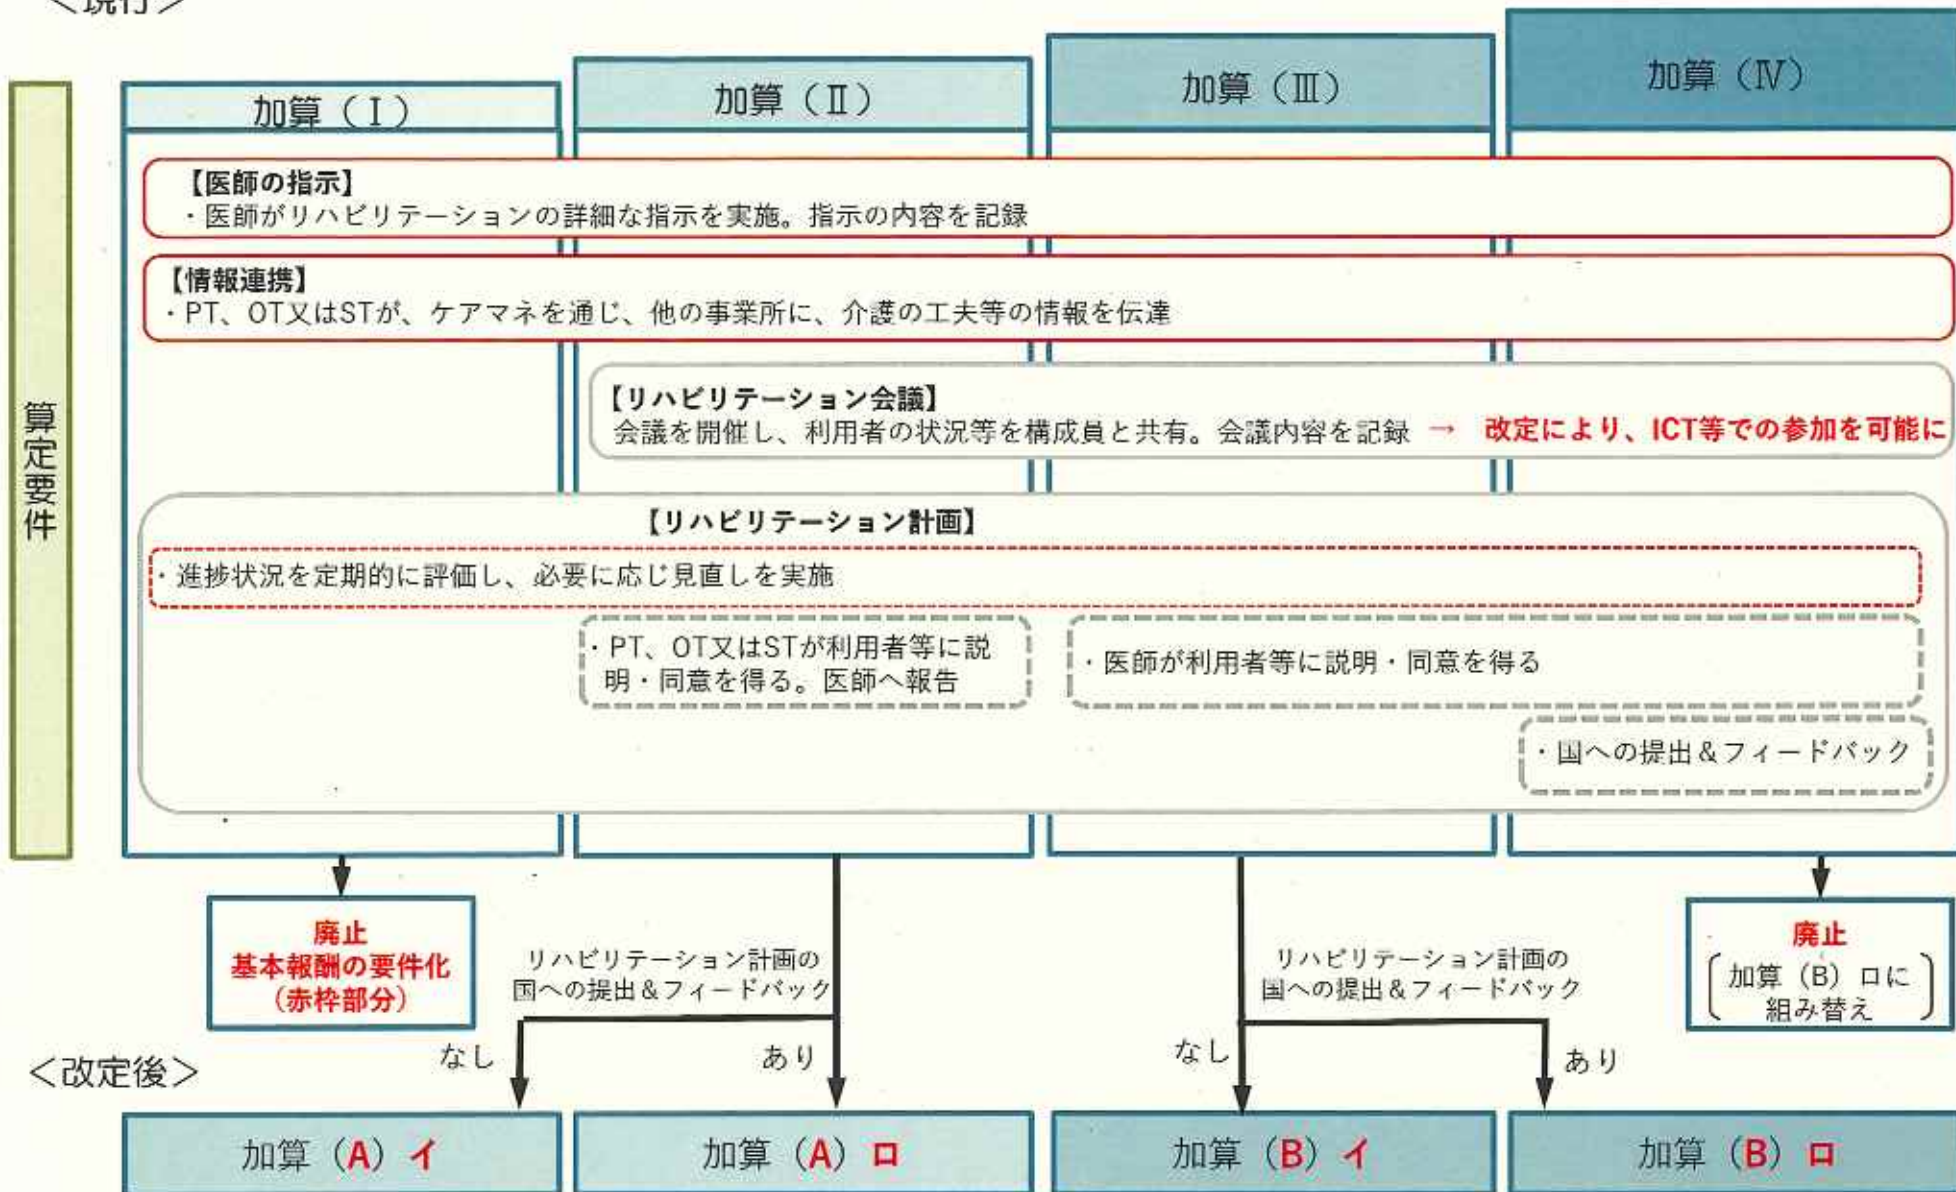 ＜現行＞
加算（Ⅰ）
加算（Ⅱ）
加算（Ⅲ）
加算（Ⅳ）
算定要件
【医師の指示】
・医師がリハビリテーションの詳細な指示を実施。指示の内容を記録
【情報連携】
・PT、OT又はSTが、ケアマネを通じ、他の事業所に、介護の工夫等の情報を伝達
【リハビリテーション会議】
会議を開催し、利用者の状況等を構成員と共有。会議内容を記録 → 改定により、ICT等での参加を可能に
【リハビリテーション計画】
・進捗状況を定期的に評価し、必要に応じ見直しを実施
・PT、OT又はSTが利用者等に説
明・同意を得る。医師へ報告
・医師が利用者等に説明・同意を得る
・国への提出＆フィードバック
廃止
基本報酬の要件化
（赤枠部分）
リハビリテーション計画の
国への提出＆フィードバック
リハビリテーション計画の
国への提出＆フィードバック
廃止
加算（B）ロに
組み替え
なし
あり
なし
あり
＜改定後＞
加算（A）イ
加算（A）ロ
加算（B）イ
加算（B）ロ